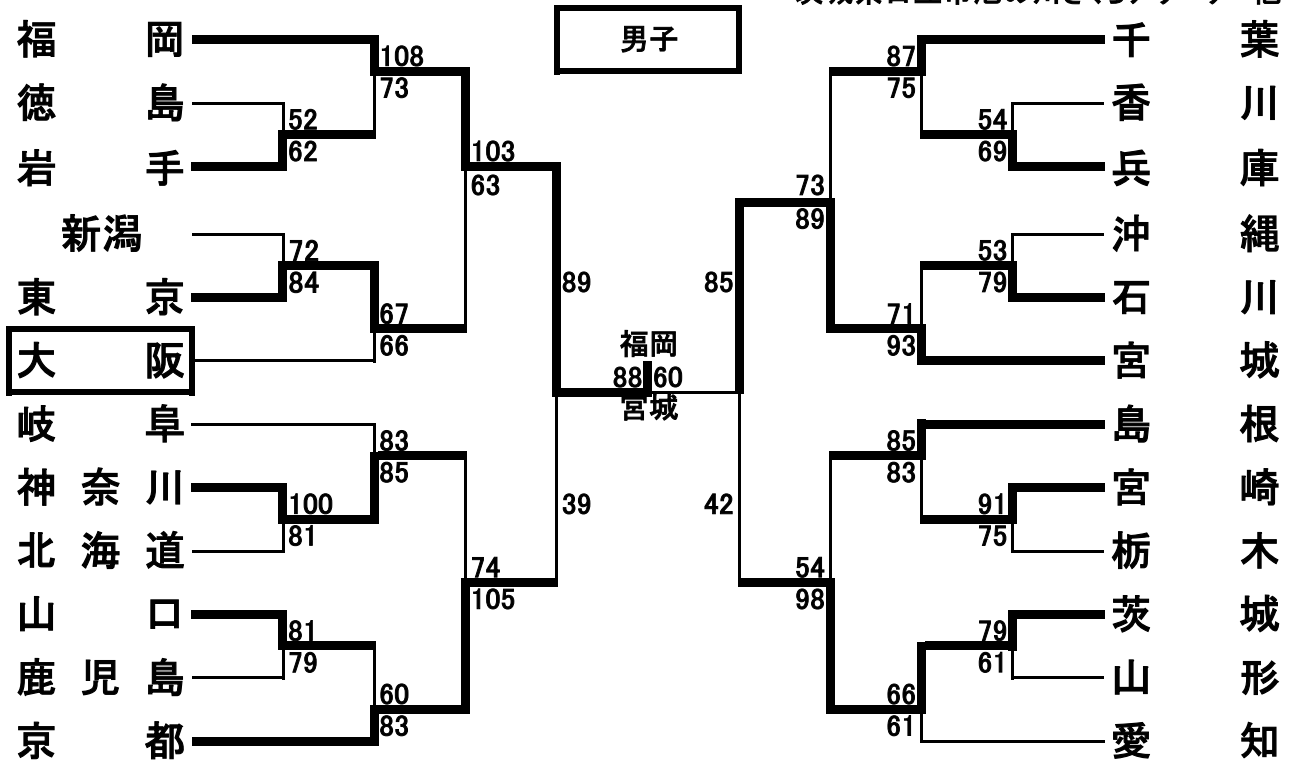 男子
福岡
徳島
岩手
新潟
東京
大阪
岐阜
神奈川
北海道
山口
鹿児島
京都
108
73
52
62
72
84
67
66
103
63
83
85
100
81
81
79
60
83
74
105
89
39
福岡
88 60
宮城
85
42
73
89
54
98
87
75
54
69
53
79
71
93
85
83
91
75
79
61
66
61
千葉
香川
兵庫
沖縄
石川
宮城
島根
宮崎
栃木
茨城
山形
愛知